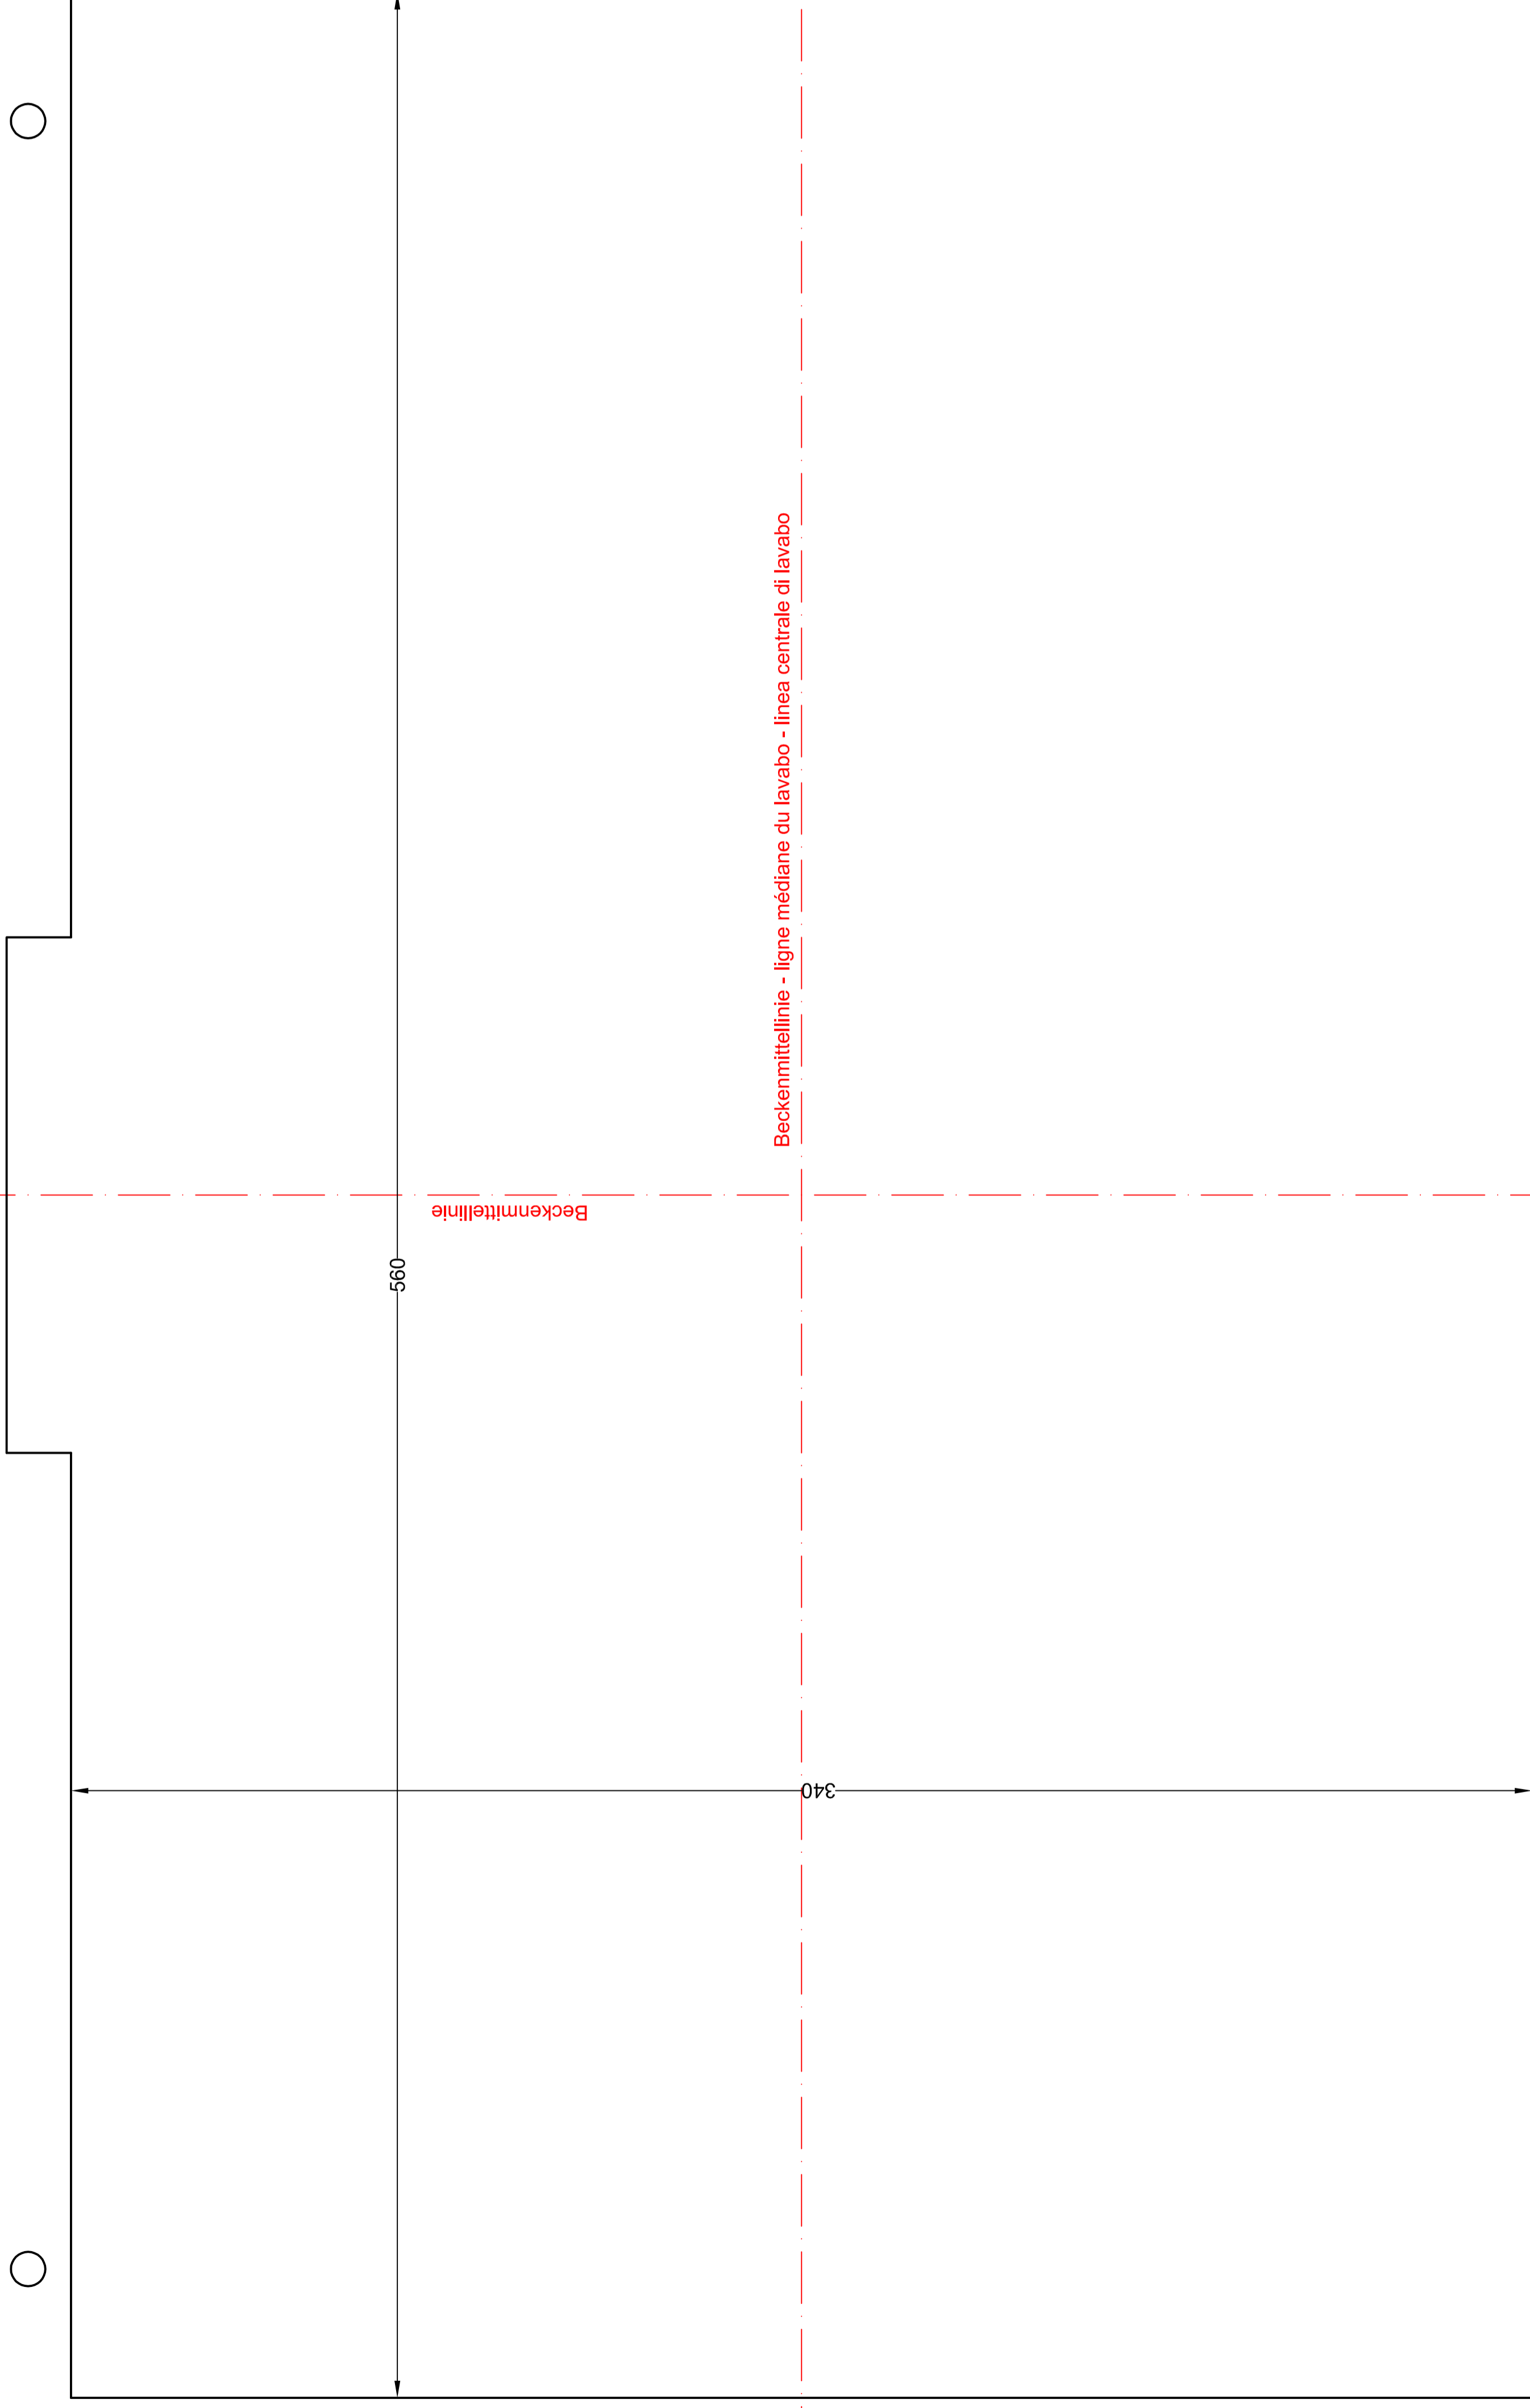 Beckenmittellinie - ligne médiane du lavabo - linea centrale di lavabo
Beckenmittellinie
560
340